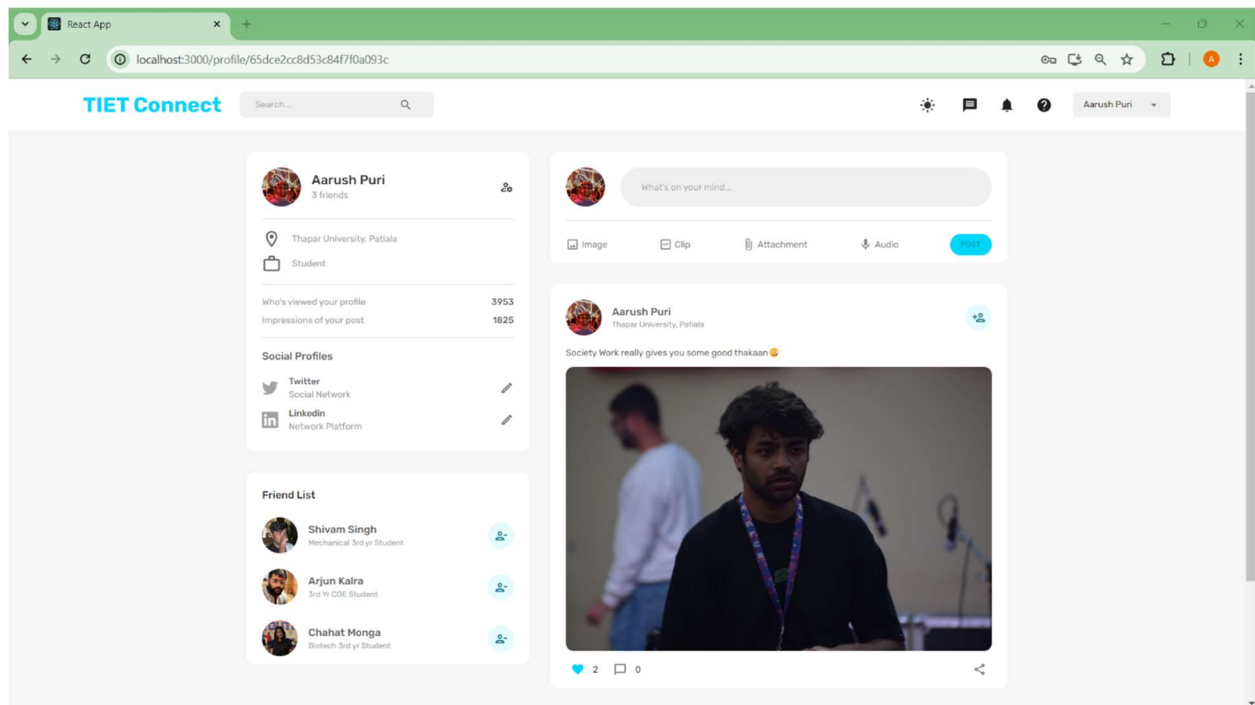 React App
localhost:3000/profile/65dce2cc8d53c84f7f0a093c
A
TIET Connect
Search...
Aarush Puri
Aarush Puri
3 friends
Thapar University, Patiala
Student
Who's viewed your profile 3953
Impressions of your post 1825
Social Profiles
Twitter
Social Network
Linkedin
Network Platform
Friend List
Shivam Singh
Mechanical 3rd yr Student
Arjun Kalra
3rd Yr COE Student
Chahat Monga
Biotech 3rd yr Student
What's on your mind...
Image Clip Attachment Audio POST
Aarush Puri
Thapar University, Patiala
Society Work really gives you some good thakaan😩
2 0